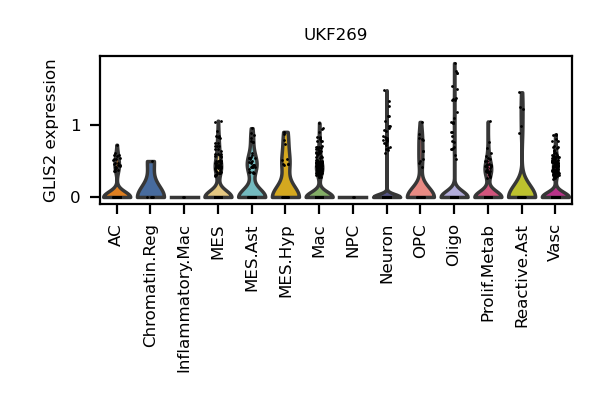 UKF269
GLIS2 expression
1
0
AC
Chromatin.Reg
Inflammatory.Mac
MES
MES.Ast
MES.Hyp
Mac
NPC
Neuron
OPC
Oligo
Prolif.Metab
Reactive.Ast
Vasc